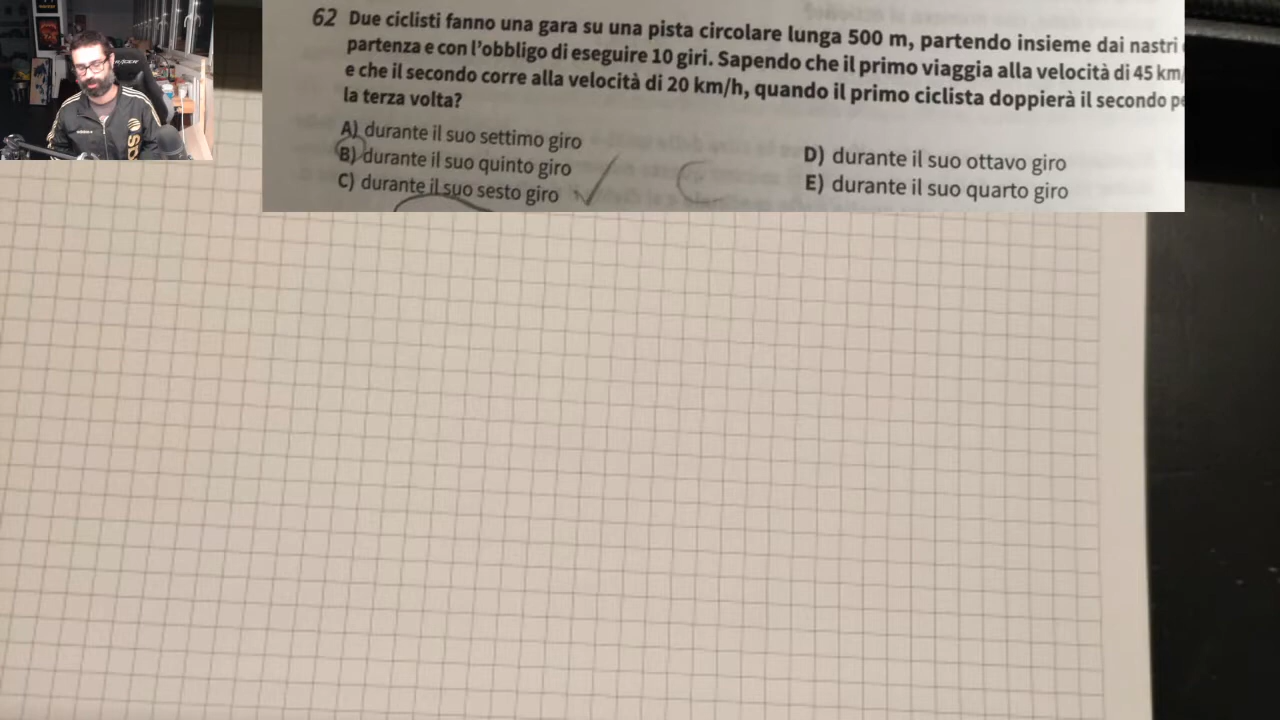 62 Due ciclisti fanno una gara su una pista circolare lunga 500 m, partendo insieme dai nastri
partenza e con l'obbligo di eseguire 10 giri. Sapendo che il primo viaggia alla velocità di 45 km/
e che il secondo corre alla velocità di 20 km/h, quando il primo ciclista doppierà il secondo pe
la terza volta?
A) durante il suo settimo giro
B) durante il suo quinto giro
C) durante il suo sesto giro
D) durante il suo ottavo giro
E) durante il suo quarto giro